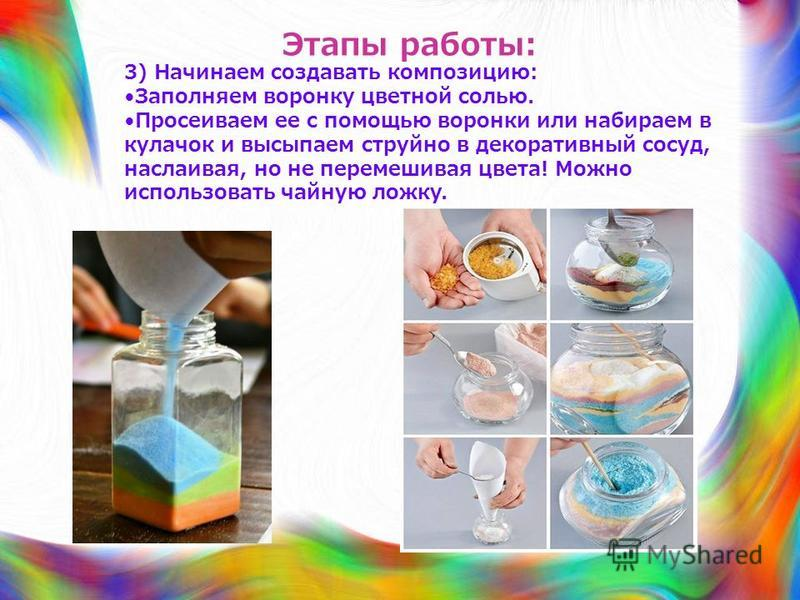 Этапы работы:
3) Начинаем создавать композицию:
•Заполняем воронку цветной солью.
•Просеиваем ее с помощью воронки или набираем в
кулачок и высыпаем струйно в декоративный сосуд,
наслаивая, но не перемешивая цвета! Можно
использовать чайную ложку.
MyShared